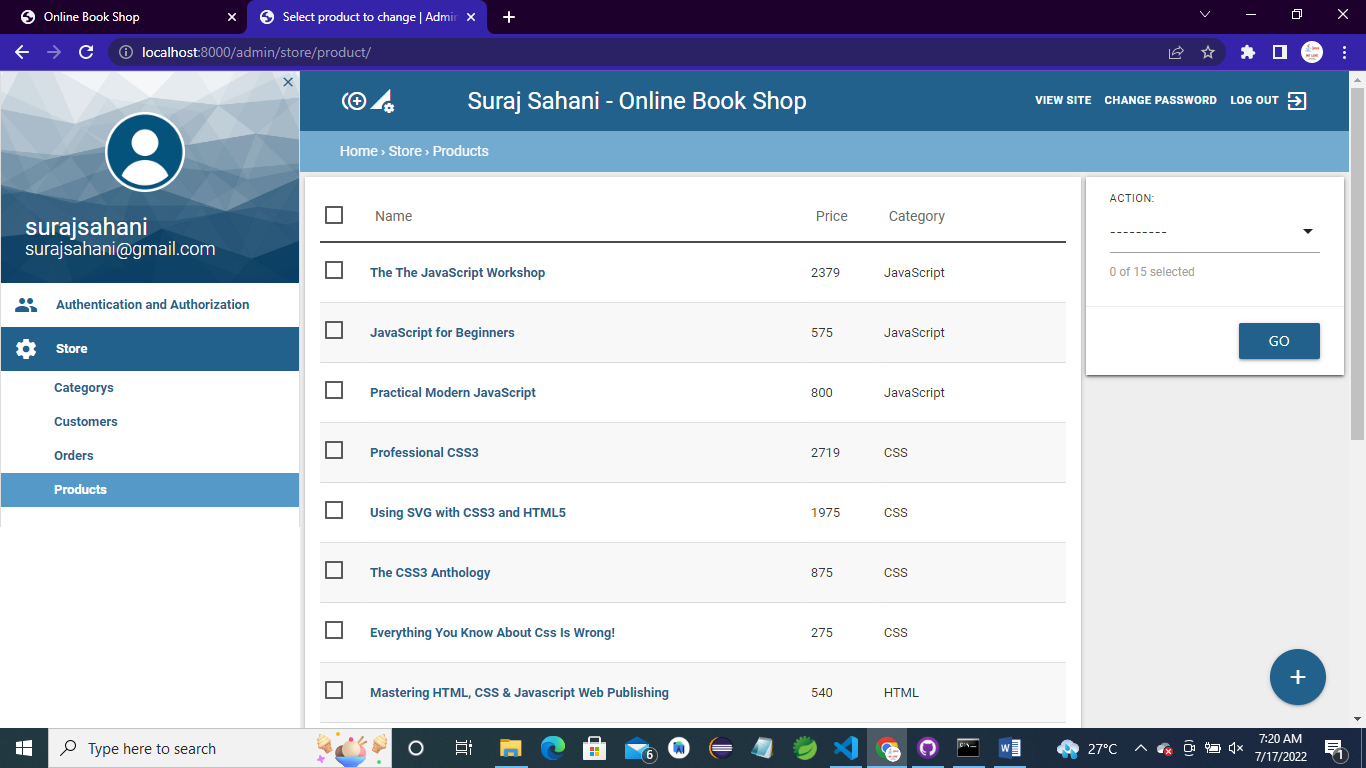 Online Book Shop
Select product to change | Admin
localhost:8000/admin/store/product/
Suraj Sahani - Online Book Shop
VIEW SITE CHANGE PASSWORD LOG OUT
Home › Store › Products
surajsahani
surajsahani@gmail.com
Authentication and Authorization
Store
Categorys
Customers
Orders
Products
Name Price Category
The The JavaScript Workshop 2379 JavaScript
JavaScript for Beginners 575 JavaScript
Practical Modern JavaScript 800 JavaScript
Professional CSS3 2719 CSS
Using SVG with CSS3 and HTML5 1975 CSS
The CSS3 Anthology 875 CSS
Everything You Know About Css Is Wrong! 275 CSS
Mastering HTML, CSS & Javascript Web Publishing 540 HTML
ACTION:
---------
0 of 15 selected
GO
+
Type here to search
6
27°C
7:20 AM
7/17/2022
1